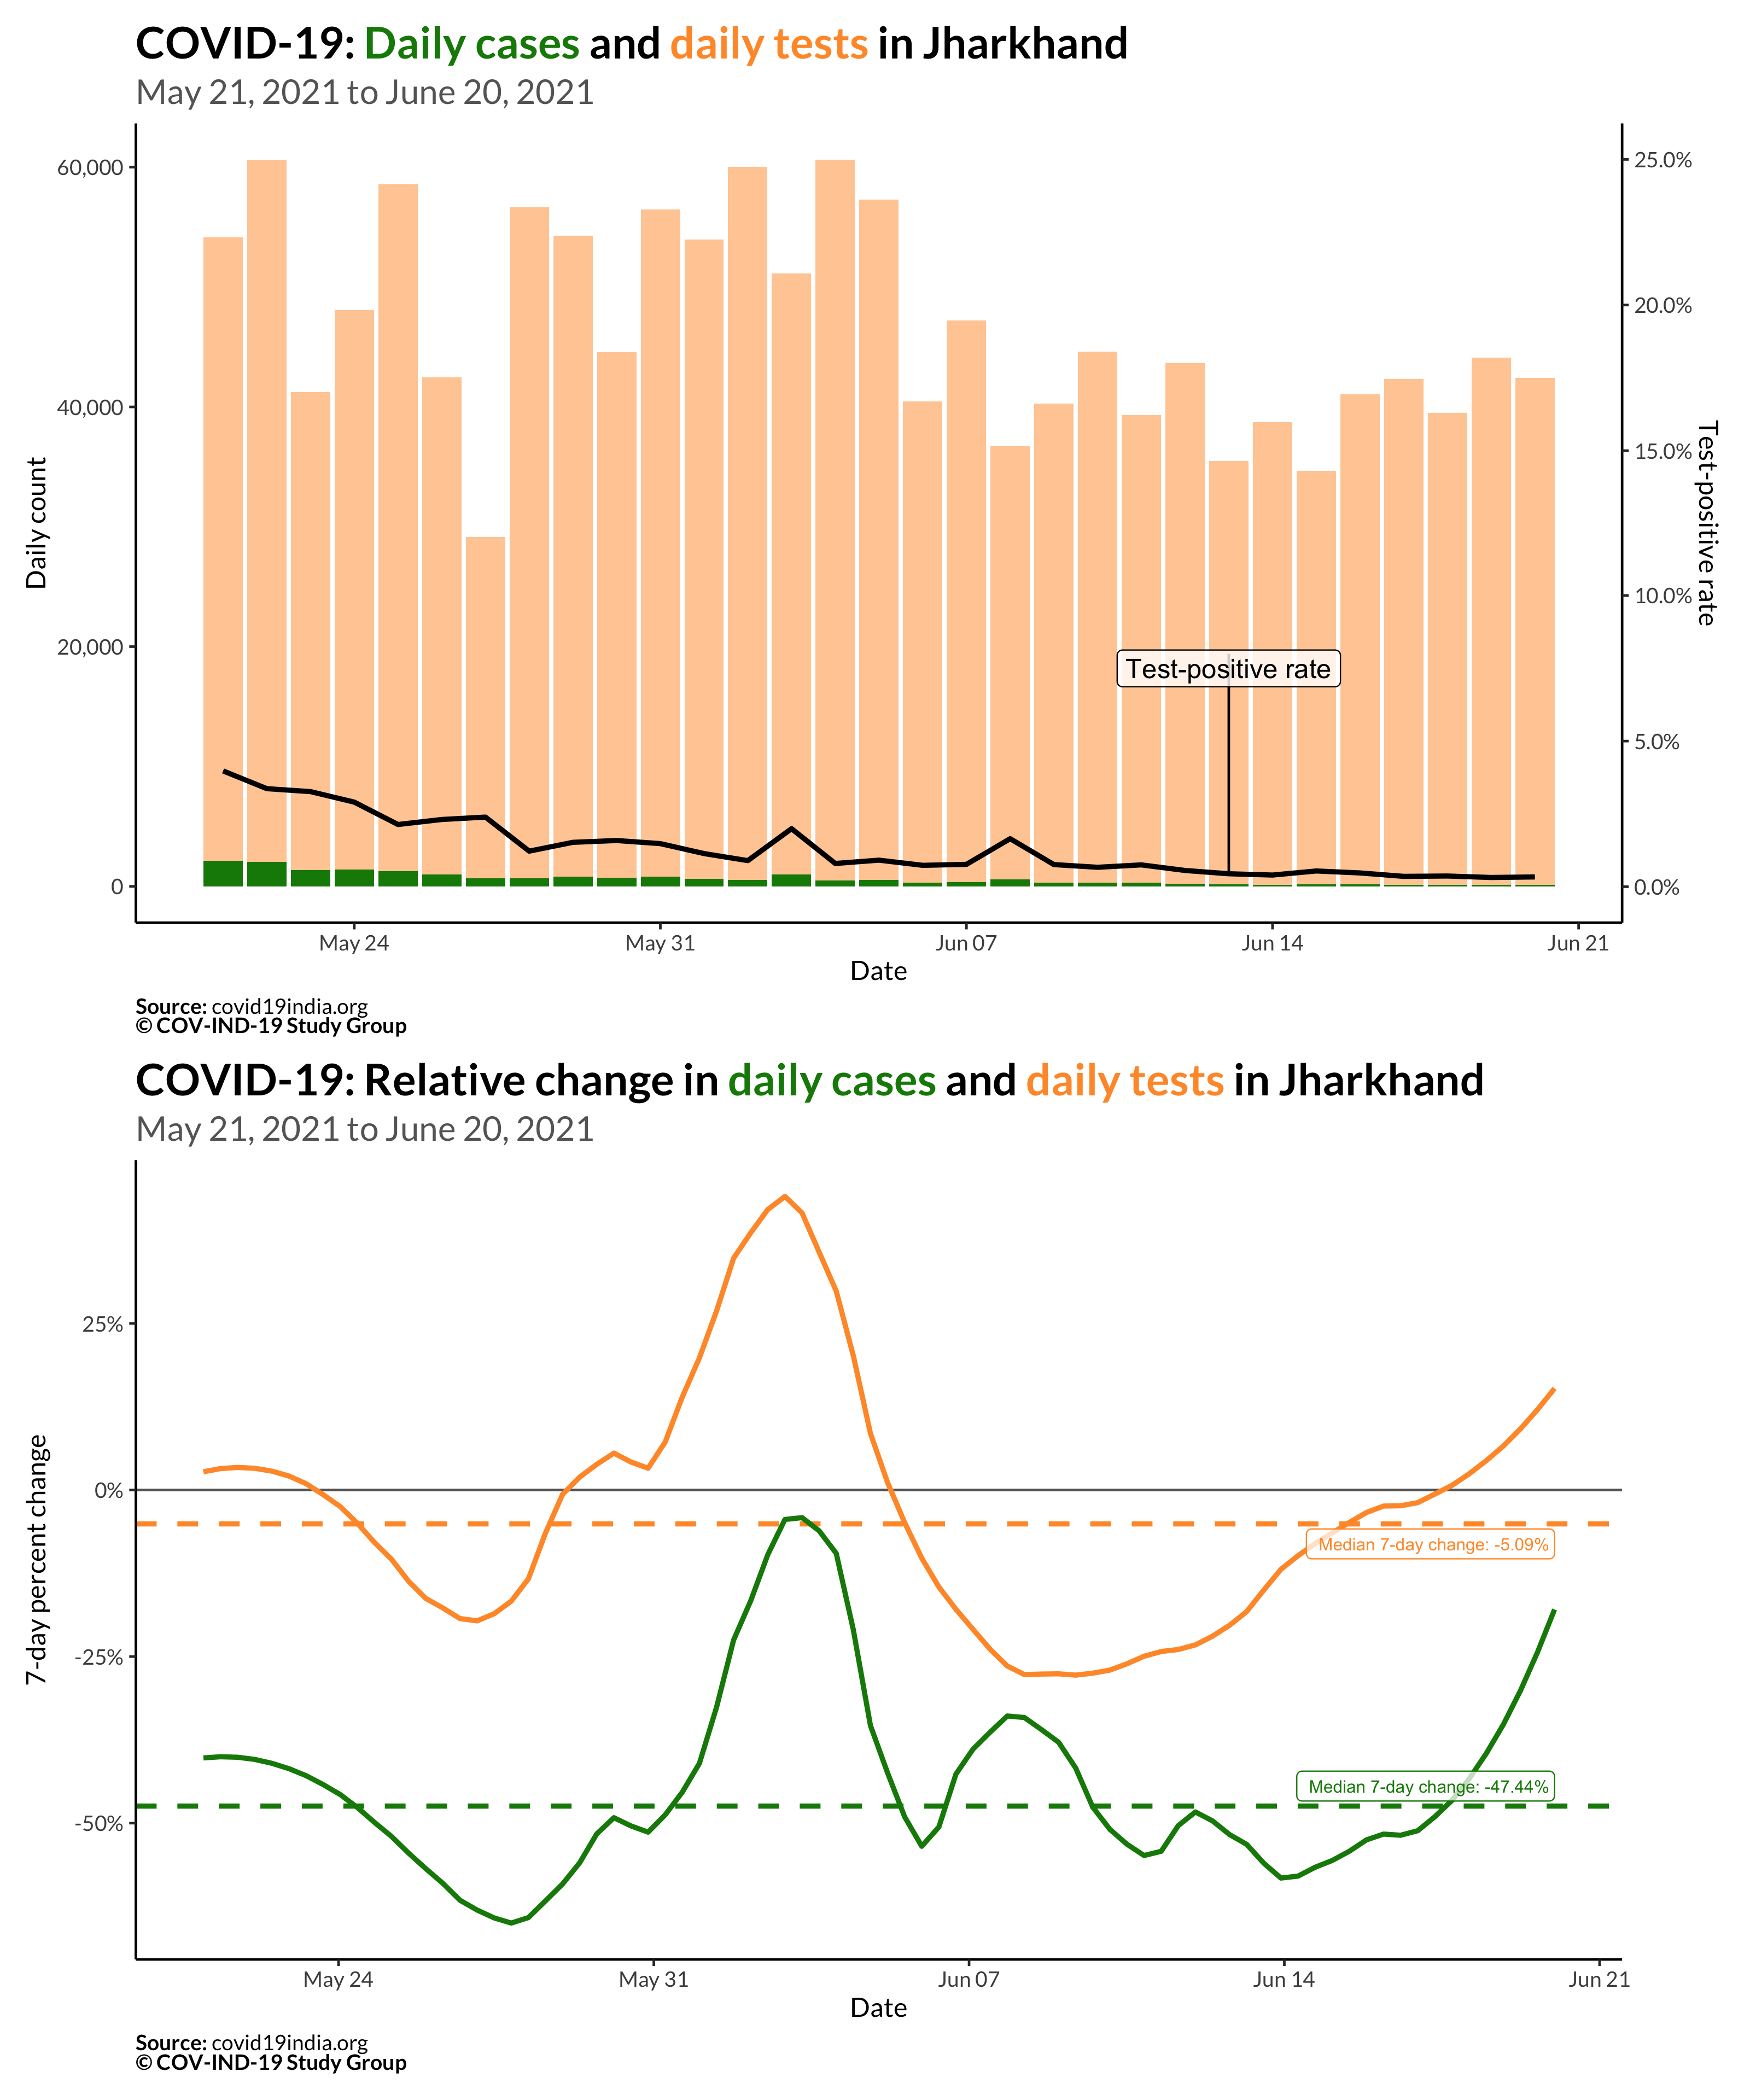 COVID-19: Daily cases and daily tests in Jharkhand
May 21, 2021 to June 20, 2021
60,000
40,000
20,000
0
Daily count
25.0%
20.0%
15.0%
10.0%
5.0%
0.0%
Test-positive rate
Test-positive rate
May 24
May 31
Jun 07
Jun 14
Jun 21
Date
Source: covid19india.org
© COV-IND-19 Study Group
COVID-19: Relative change in daily cases and daily tests in Jharkhand
May 21, 2021 to June 20, 2021
25%
0%
-25%
-50%
7-day percent change
Median 7-day change: -5.09%
Median 7-day change: -47.44%
May 24
May 31
Jun 07
Jun 14
Jun 21
Date
Source: covid19india.org
© COV-IND-19 Study Group